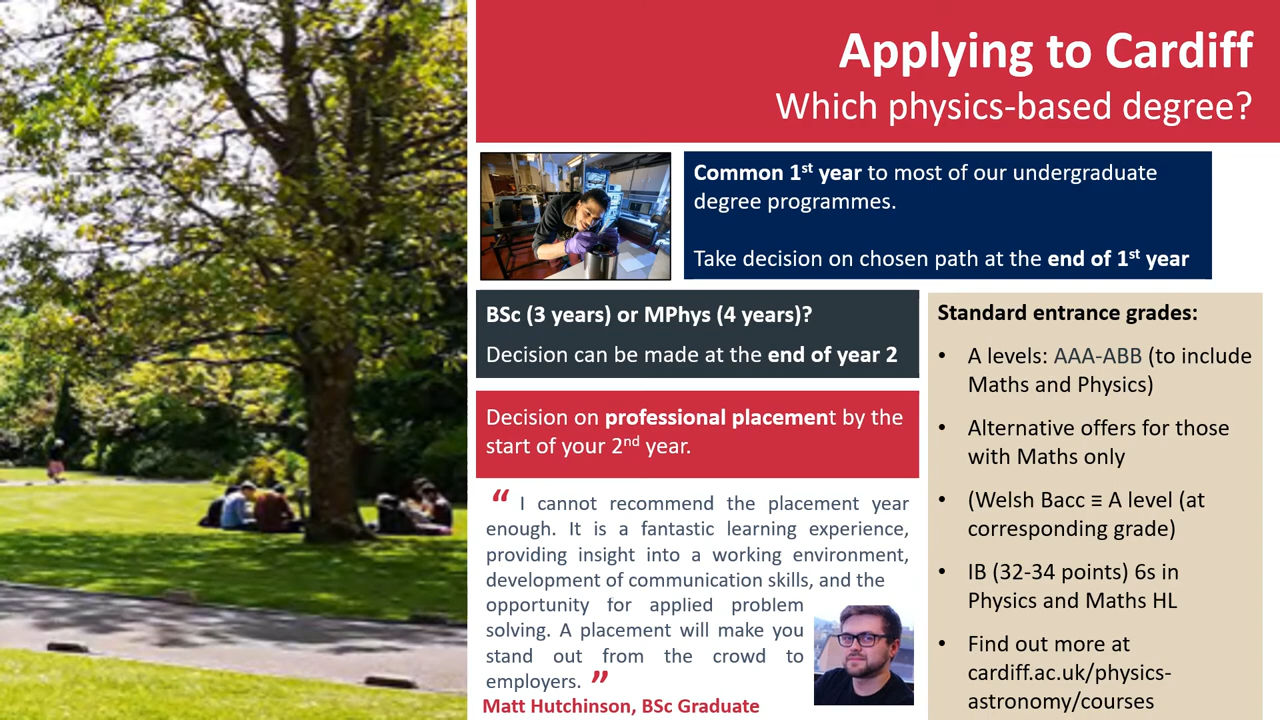 Applying to Cardiff
Which physics-based degree?
Common 1st year to most of our undergraduate
degree programmes.
Take decision on chosen path at the end of 1st year
BSc (3 years) or MPhys (4 years)?
Decision can be made at the end of year 2
Decision on professional placement by the
start of your 2nd year.
“ I cannot recommend the placement year
enough. It is a fantastic learning experience,
providing insight into a working environment,
development of communication skills, and the
opportunity for applied problem
solving. A placement will make you
stand out from the crowd to
employers. ”
Matt Hutchinson, BSc Graduate
Standard entrance grades:
• A levels: AAA-ABB (to include
Maths and Physics)
• Alternative offers for those
with Maths only
• (Welsh Bacc ≡ A level (at
corresponding grade)
• IB (32-34 points) 6s in
Physics and Maths HL
• Find out more at
cardiff.ac.uk/physics-
astronomy/courses